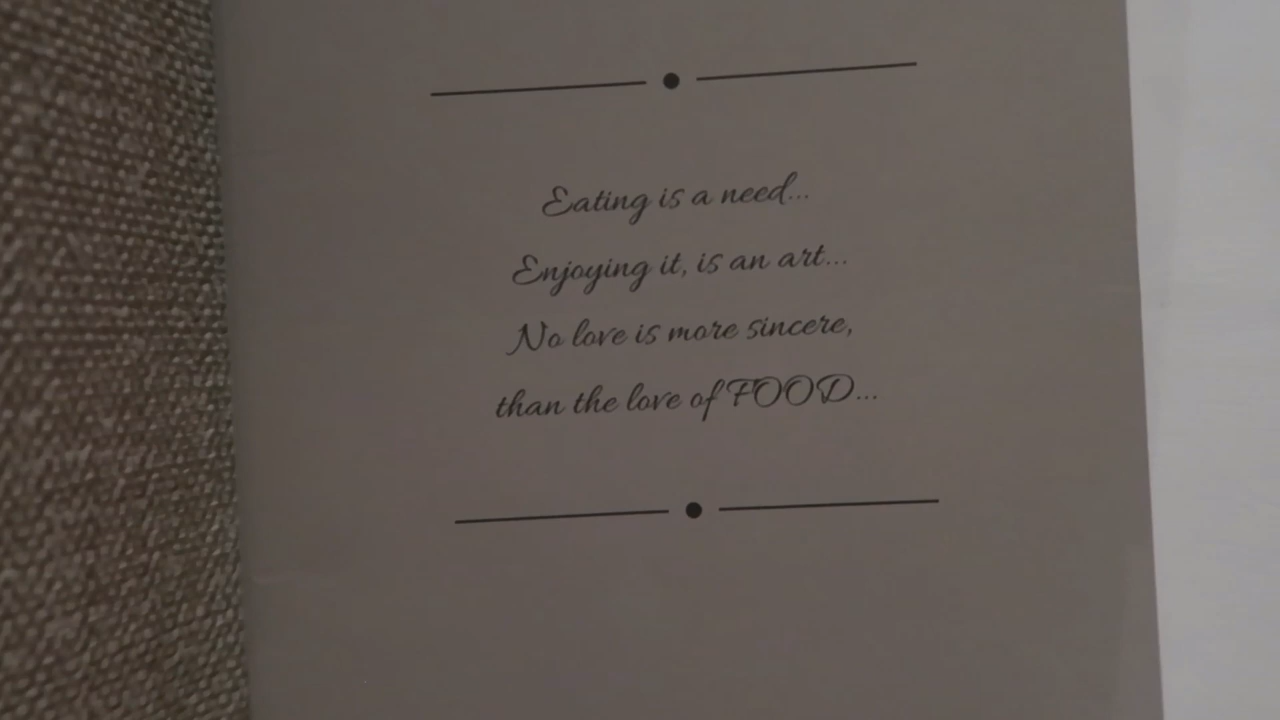 Eating is a need...
Enjoying it, is an art...
No love is more sincere,
than the love of FOOD...